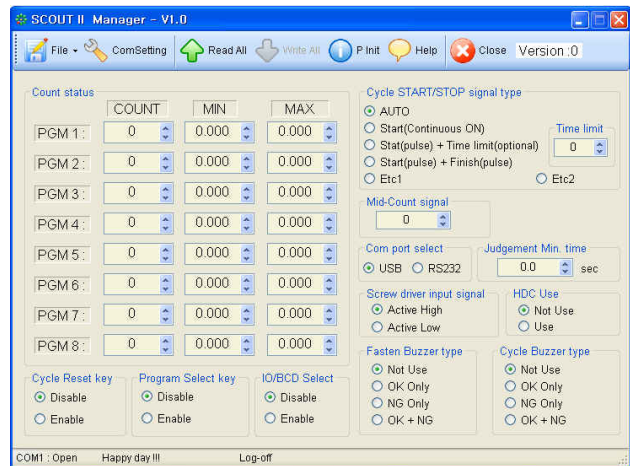 SCOUT II Manager - V1.0
File ComSetting Read All Write All P Init Help Close Version :0
Count status
COUNT MIN MAX
PGM 1 : 0 0.000 0.000
PGM 2 : 0 0.000 0.000
PGM 3 : 0 0.000 0.000
PGM 4 : 0 0.000 0.000
PGM 5 : 0 0.000 0.000
PGM 6 : 0 0.000 0.000
PGM 7 : 0 0.000 0.000
PGM 8 : 0 0.000 0.000
Cycle START/STOP signal type
AUTO
Start(Continuous ON)
Stat(pulse) + Time limit(optional)
Start(pulse) + Finish(pulse)
Etc1 Etc2
Time limit
0
Mid-Count signal
0
Com port select
USB RS232
Judgement Min. time
0.0 sec
Screw driver input signal
Active High
Active Low
HDC Use
Not Use
Use
Fasten Buzzer type
Not Use
OK Only
NG Only
OK + NG
Cycle Buzzer type
Not Use
OK Only
NG Only
OK + NG
Cycle Reset key
Disable
Enable
Program Select key
Disable
Enable
IO/BCD Select
Disable
Enable
COM1 : Open Happy day !!! Log-off